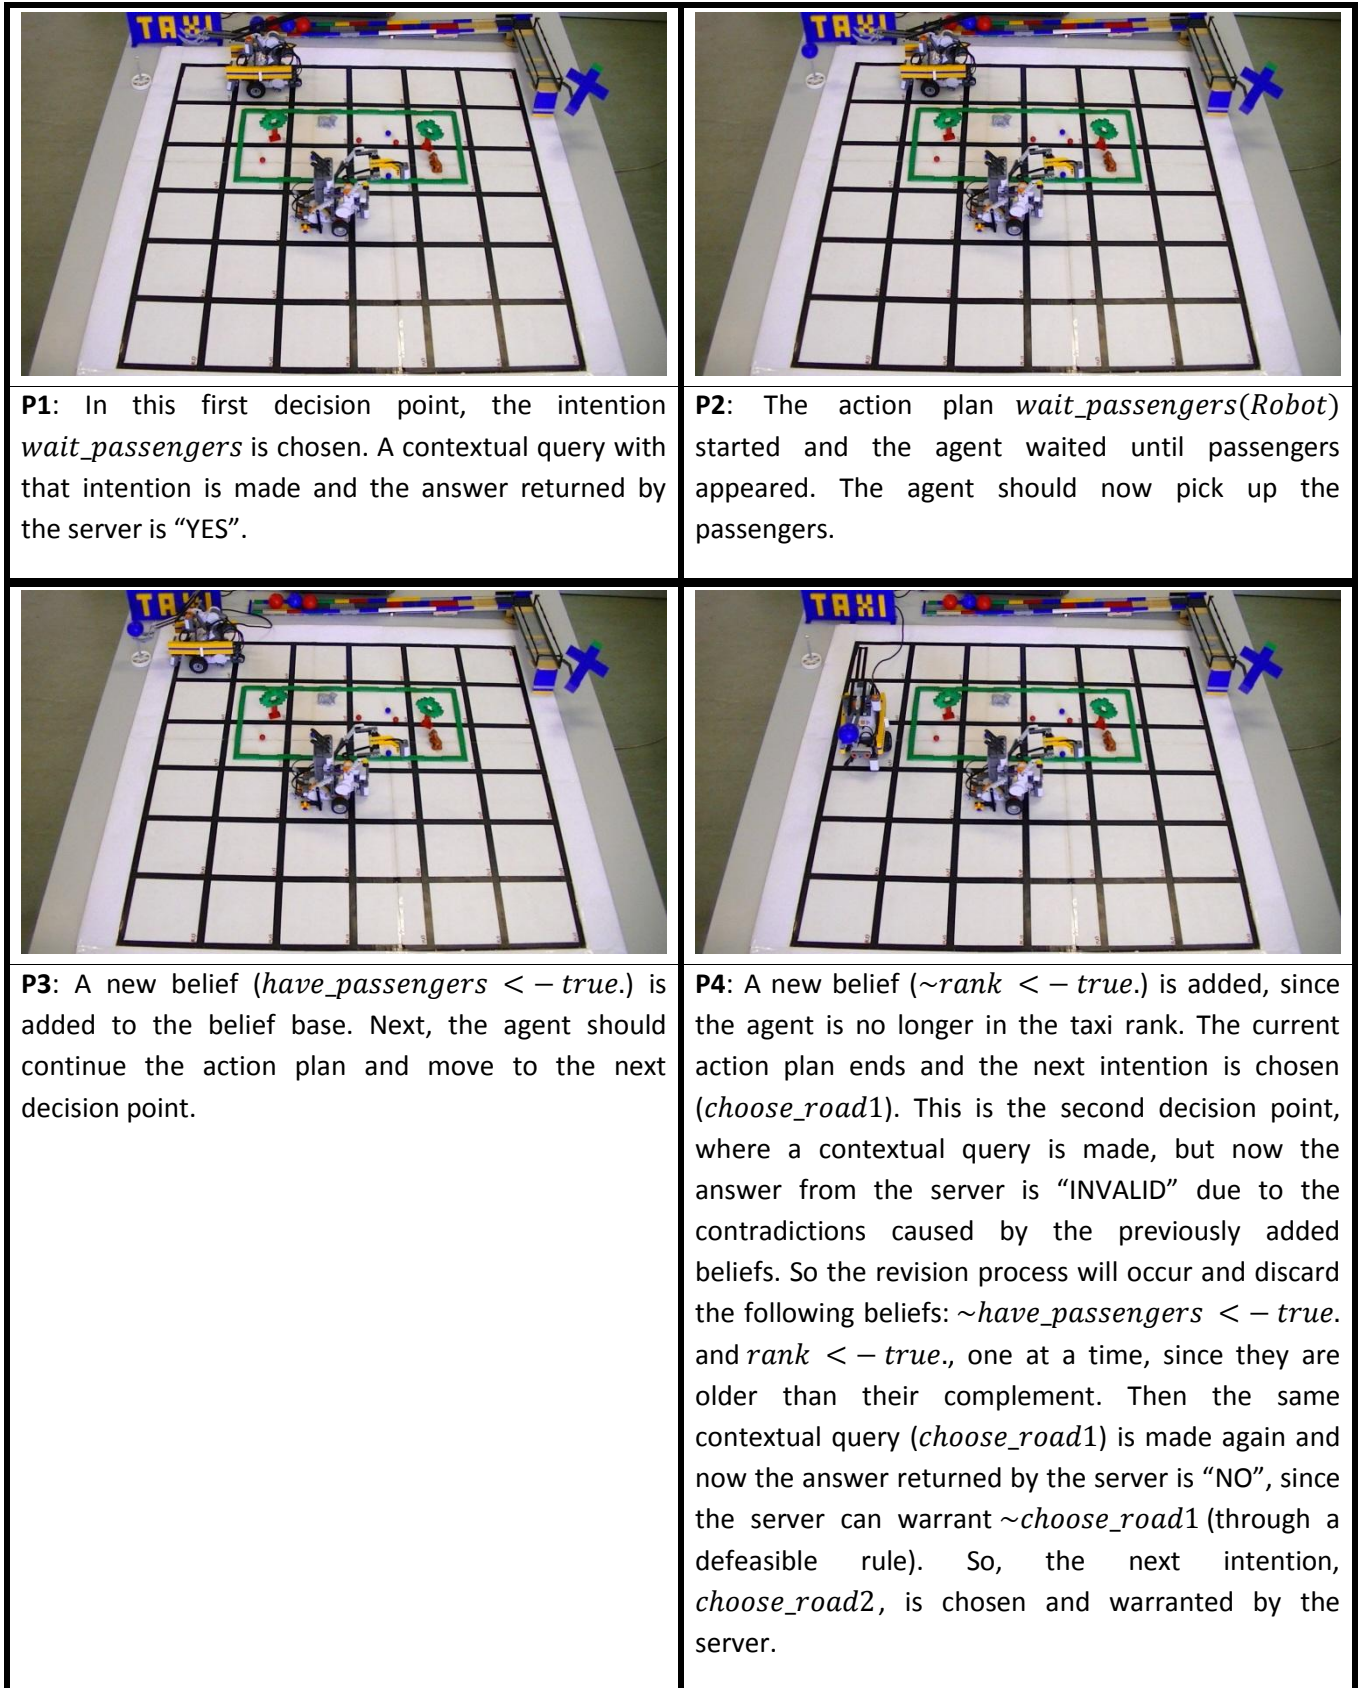 TAXI
TAXI
P1: In this first decision point, the intention
wait_passengers is chosen. A contextual query with
that intention is made and the answer returned by
the server is “YES”.
P2: The action plan wait_passengers(Robot)
started and the agent waited until passengers
appeared. The agent should now pick up the
passengers.
TAXI
TAXI
P3: A new belief (have_passengers < − true.) is
added to the belief base. Next, the agent should
continue the action plan and move to the next
decision point.
P4: A new belief (~rank < − true.) is added, since
the agent is no longer in the taxi rank. The current
action plan ends and the next intention is chosen
(choose_road1). This is the second decision point,
where a contextual query is made, but now the
answer from the server is “INVALID” due to the
contradictions caused by the previously added
beliefs. So the revision process will occur and discard
the following beliefs: ~have_passengers < − true.
and rank < − true., one at a time, since they are
older than their complement. Then the same
contextual query (choose_road1) is made again and
now the answer returned by the server is “NO”, since
the server can warrant ~choose_road1 (through a
defeasible rule). So, the next intention,
choose_road2, is chosen and warranted by the
server.